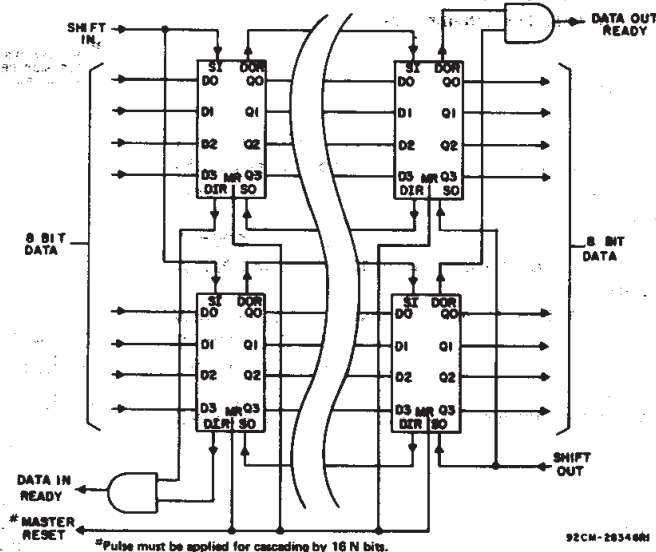 SHIFT IN
DATA OUT READY
SI DOR
D0 Q0
D1 Q1
D2 Q2
D3 MR Q3
DIR SO
SI DOR
D0 Q0
D1 Q1
D2 Q2
D3 MR Q3
DIR SO
8 BIT DATA
8 BIT DATA
SI DOR
D0 Q0
D1 Q1
D2 Q2
D3 MR Q3
DIR SO
SI DOR
D0 Q0
D1 Q1
D2 Q2
D3 MR Q3
DIR SO
DATA IN READY
SHIFT OUT
#MASTER RESET
#Pulse must be applied for cascading by 16 N bits.